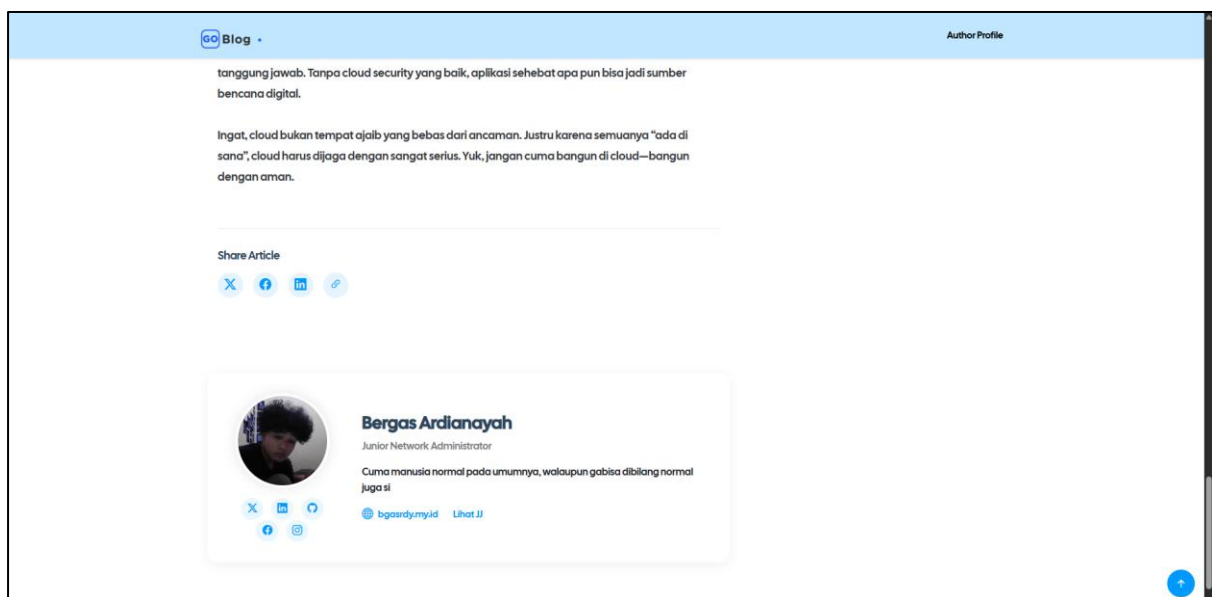 GO Blog
Author Profile
tanggung jawab. Tanpa cloud security yang baik, aplikasi sehebat apa pun bisa jadi sumber
bencana digital.
Ingat, cloud bukan tempat ajaib yang bebas dari ancaman. Justru karena semuanya “ada di
sana”, cloud harus dijaga dengan sangat serius. Yuk, jangan cuma bangun di cloud—bangun
dengan aman.
Share Article
Bergas Ardianayah
Junior Network Administrator
Cuma manusia normal pada umumnya, walaupun gabisa dibilang normal
juga si
bgasrdy.my.id Lihat JJ